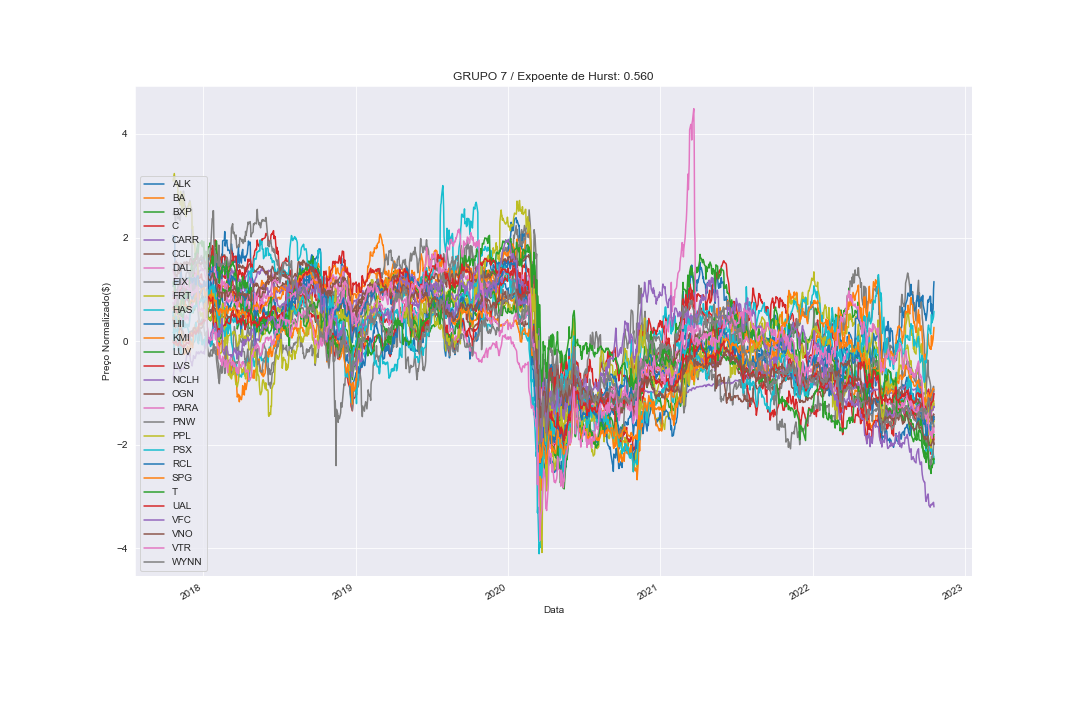 GRUPO 7 / Expoente de Hurst: 0.560
4
2
0
−2
−4
Preço Normalizado($)
ALK
BA
BXP
C
CARR
CCL
DAL
EIX
FRT
HAS
HII
KMI
LUV
LVS
NCLH
OGN
PARA
PNW
PPL
PSX
RCL
SPG
T
UAL
VFC
VNO
VTR
WYNN
2018
2019
2020
2021
2022
2023
Data